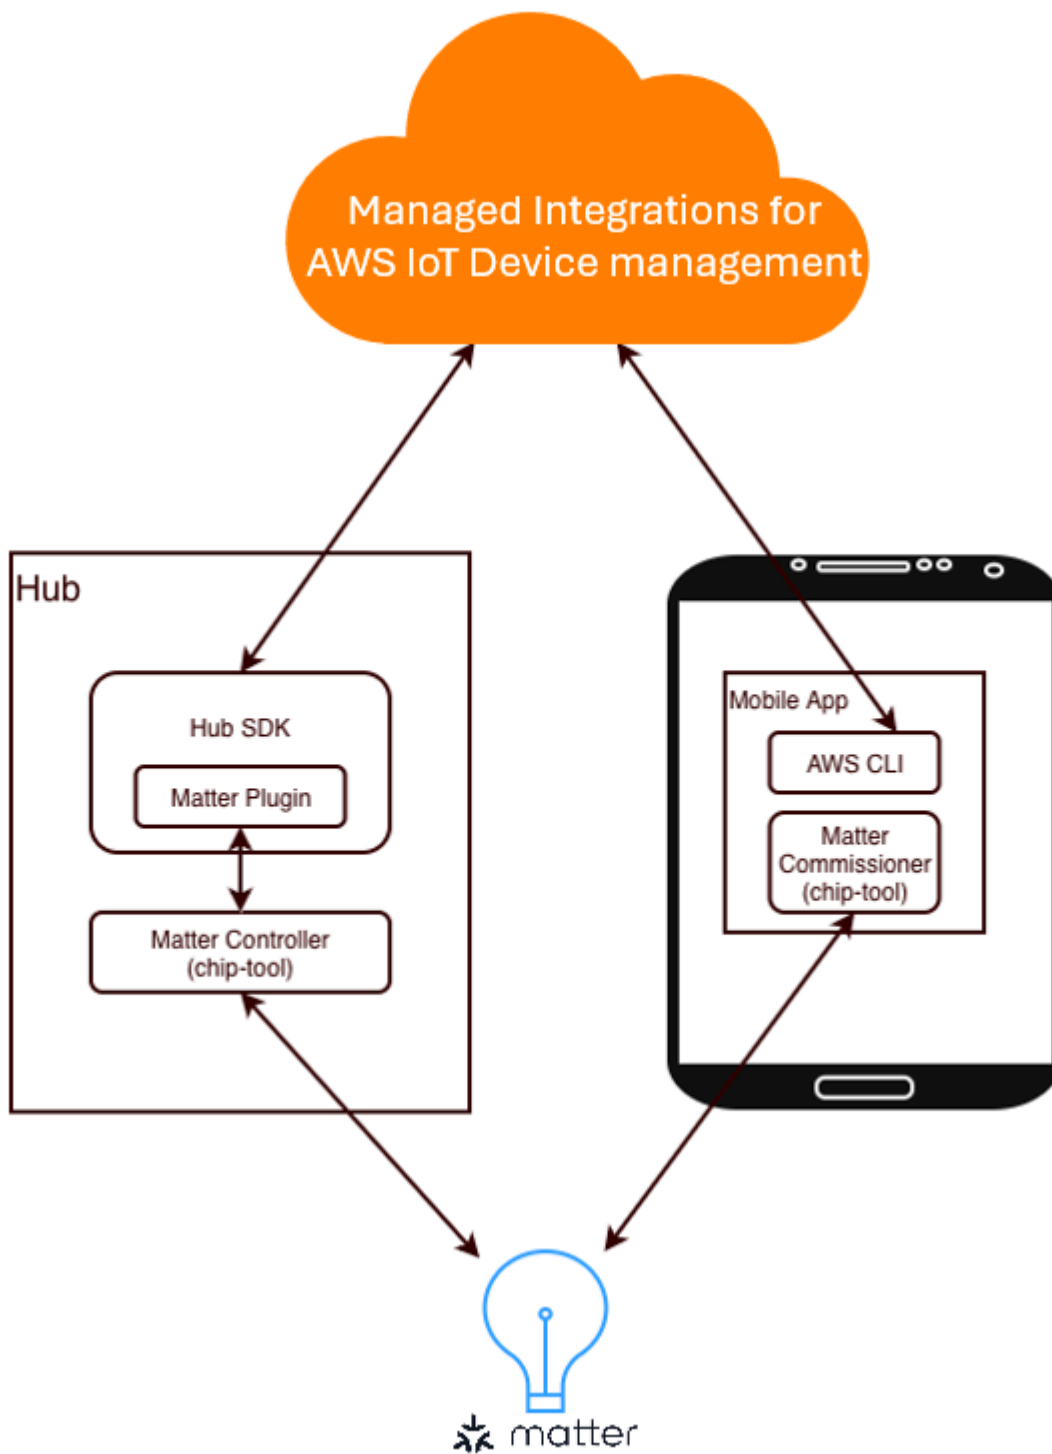 Managed Integrations for
AWS IoT Device management
Hub
Hub SDK
Matter Plugin
Matter Controller
(chip-tool)
Mobile App
AWS CLI
Matter
Commissioner
(chip-tool)
matter